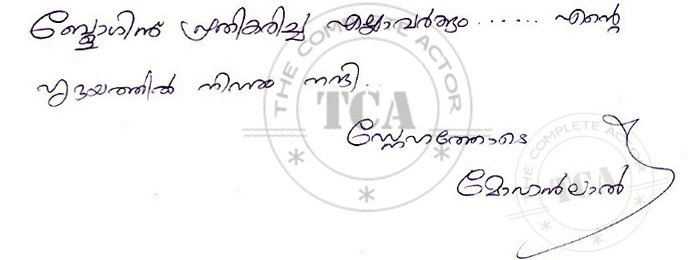 ബ്ലോഗിന് പ്രതികരിച്ച എല്ലാവർക്കും...... എന്റെ
ഹൃദയത്തിൽ നിന്നും നന്ദി.
സ്നേഹത്തോടെ
മോഹൻലാൽ
THE COMPLETE ACTOR
TCA
THE COMPLETE ACTOR
TCA